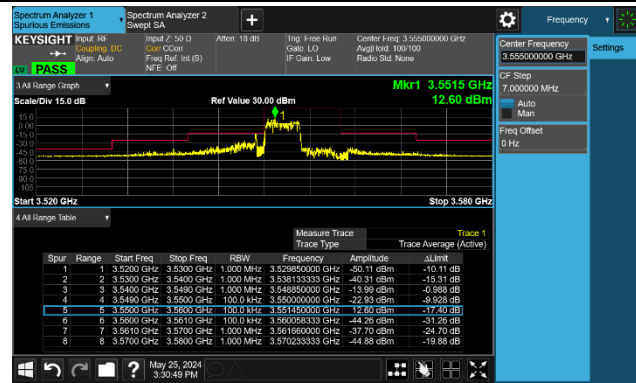 Spectrum Analyzer 1
Spurious Emissions
Spectrum Analyzer 2
Swept SA
Frequency
KEYSIGHT
Input: RF
Coupling: DC
Align: Auto
Input Z: 50 Ω
Corr CCorr
Freq Ref: Int (S)
NFE: Off
Atten: 18 dB
Trig: Free Run
Gate: LO
IF Gain: Low
Center Freq: 3.555000000 GHz
Avg|Hold: 100/100
Radio Std: None
PASS
Center Frequency
3.555000000 GHz
Settings
CF Step
7.000000 MHz
Auto
Man
Freq Offset
0 Hz
3 All Range Graph
Mkr1 3.5515 GHz
Scale/Div 15.0 dB
Ref Value 30.00 dBm
12.60 dBm
15.0
0.00
-15.0
-30.0
-45.0
-60.0
-75.0
-90.0
-105
1
Start 3.520 GHz
Stop 3.580 GHz
4 All Range Table
Measure Trace Trace 1
Trace Type Trace Average (Active)
Spur Range Start Freq Stop Freq RBW Frequency Amplitude ΔLimit
1 1 3.5200 GHz 3.5300 GHz 1.000 MHz 3.529850000 GHz -50.11 dBm -10.11 dB
2 2 3.5300 GHz 3.5400 GHz 1.000 MHz 3.538133333 GHz -40.31 dBm -15.31 dB
3 3 3.5400 GHz 3.5490 GHz 1.000 MHz 3.548850000 GHz -13.99 dBm -0.988 dB
4 4 3.5490 GHz 3.5500 GHz 100.0 kHz 3.550000000 GHz -22.93 dBm -9.928 dB
5 5 3.5500 GHz 3.5600 GHz 100.0 kHz 3.551450000 GHz 12.60 dBm -17.40 dB
6 6 3.5600 GHz 3.5610 GHz 100.0 kHz 3.560058333 GHz -44.26 dBm -31.26 dB
7 7 3.5610 GHz 3.5700 GHz 1.000 MHz 3.561660000 GHz -37.70 dBm -24.70 dB
8 8 3.5700 GHz 3.5800 GHz 1.000 MHz 3.570233333 GHz -44.88 dBm -19.88 dB
May 25, 2024
3:30:49 PM